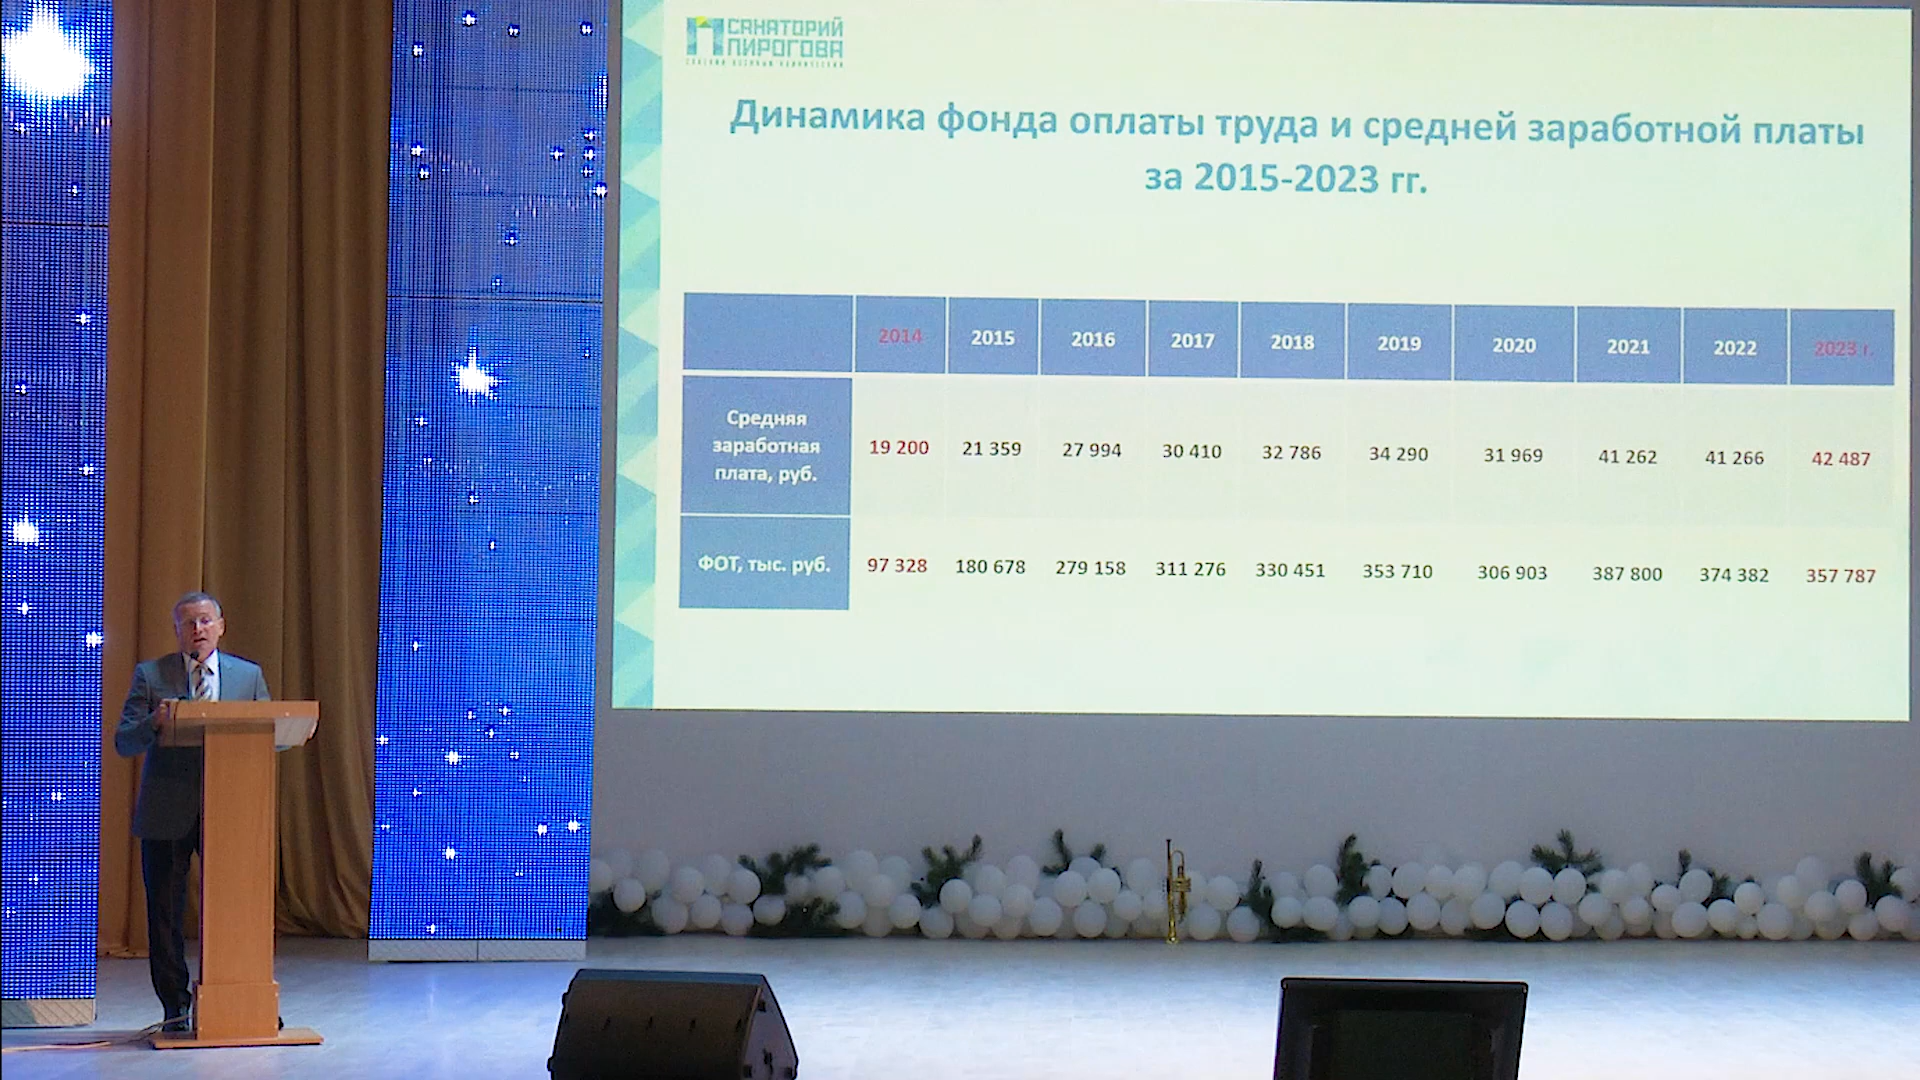 САНАТОРИЙ
ПИРОГОВА
Динамика фонда оплаты труда и средней заработной платы
за 2015-2023 гг.
2014 2015 2016 2017 2018 2019 2020 2021 2022 2023 г.
Средняя
заработная
плата, руб.
19 200 21 359 27 994 30 410 32 786 34 290 31 969 41 262 41 266 42 487
ФОТ, тыс. руб. 97 328 180 678 279 158 311 276 330 451 353 710 306 903 387 800 374 382 357 787